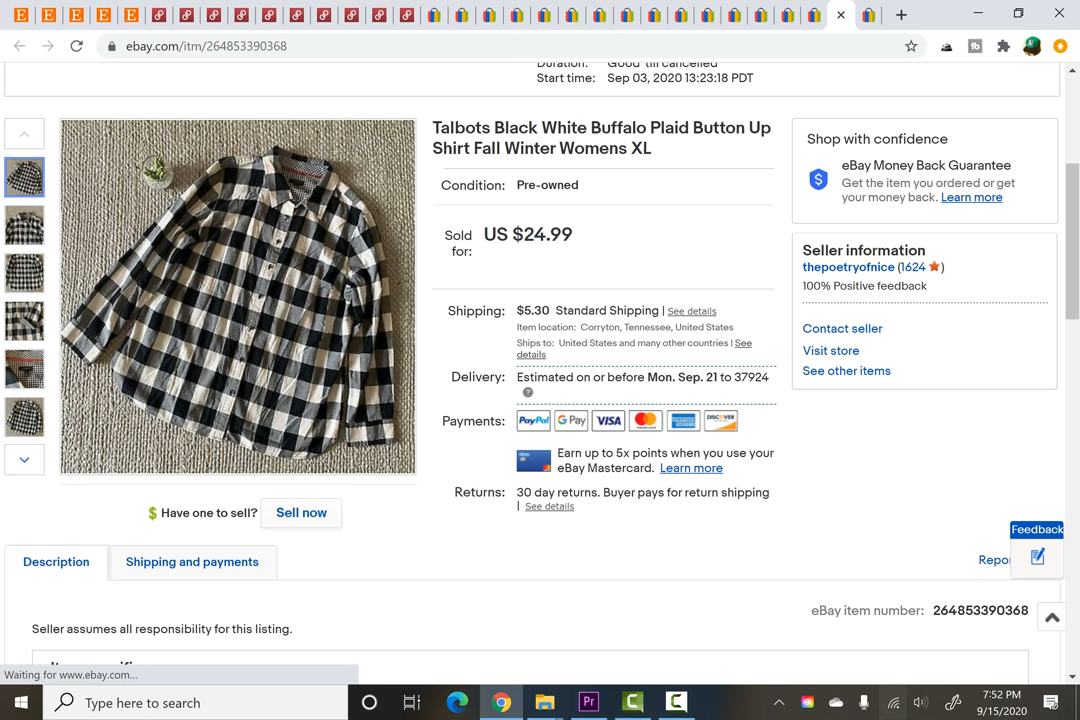 ebay.com/itm/264853390368
Duration: Good 'till cancelled
Start time: Sep 03, 2020 13:23:18 PDT
Talbots Black White Buffalo Plaid Button Up
Shirt Fall Winter Womens XL
Condition: Pre-owned
Sold
for: US $24.99
Shipping: $5.30 Standard Shipping | See details
Item location: Corryton, Tennessee, United States
Ships to: United States and many other countries | See
details
Delivery: Estimated on or before Mon. Sep. 21 to 37924
Payments: PayPal G Pay VISA mastercard DISCOVER
Earn up to 5x points when you use your
eBay Mastercard. Learn more
Returns: 30 day returns. Buyer pays for return shipping
| See details
Shop with confidence
eBay Money Back Guarantee
Get the item you ordered or get
your money back. Learn more
Seller information
thepoetryofnice (1624)
100% Positive feedback
Contact seller
Visit store
See other items
$ Have one to sell? Sell now
Feedback
Description
Shipping and payments
Repor
eBay item number: 264853390368
Seller assumes all responsibility for this listing.
Waiting for www.ebay.com...
Type here to search
Pr
7:52 PM
9/15/2020